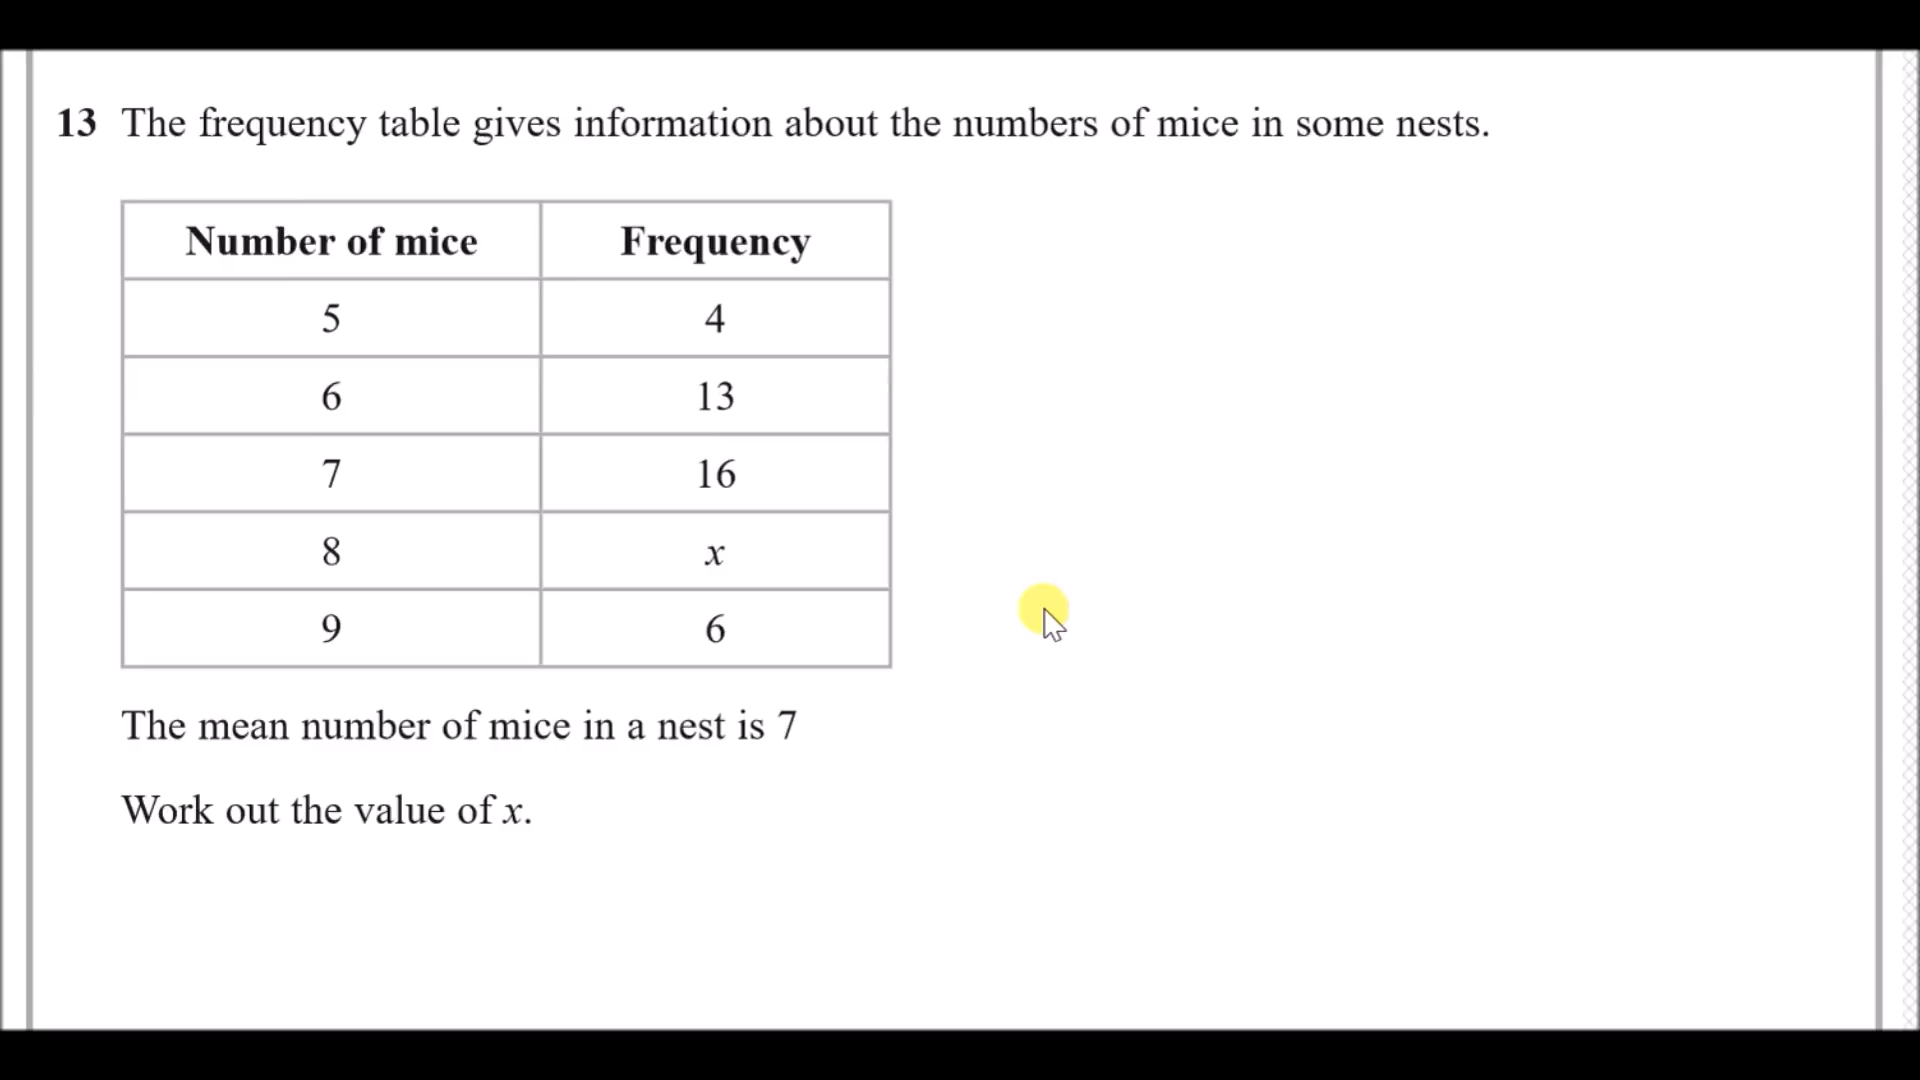 13 The frequency table gives information about the numbers of mice in some nests.
Number of mice Frequency
5 4
6 13
7 16
8 x
9 6
The mean number of mice in a nest is 7
Work out the value of x.